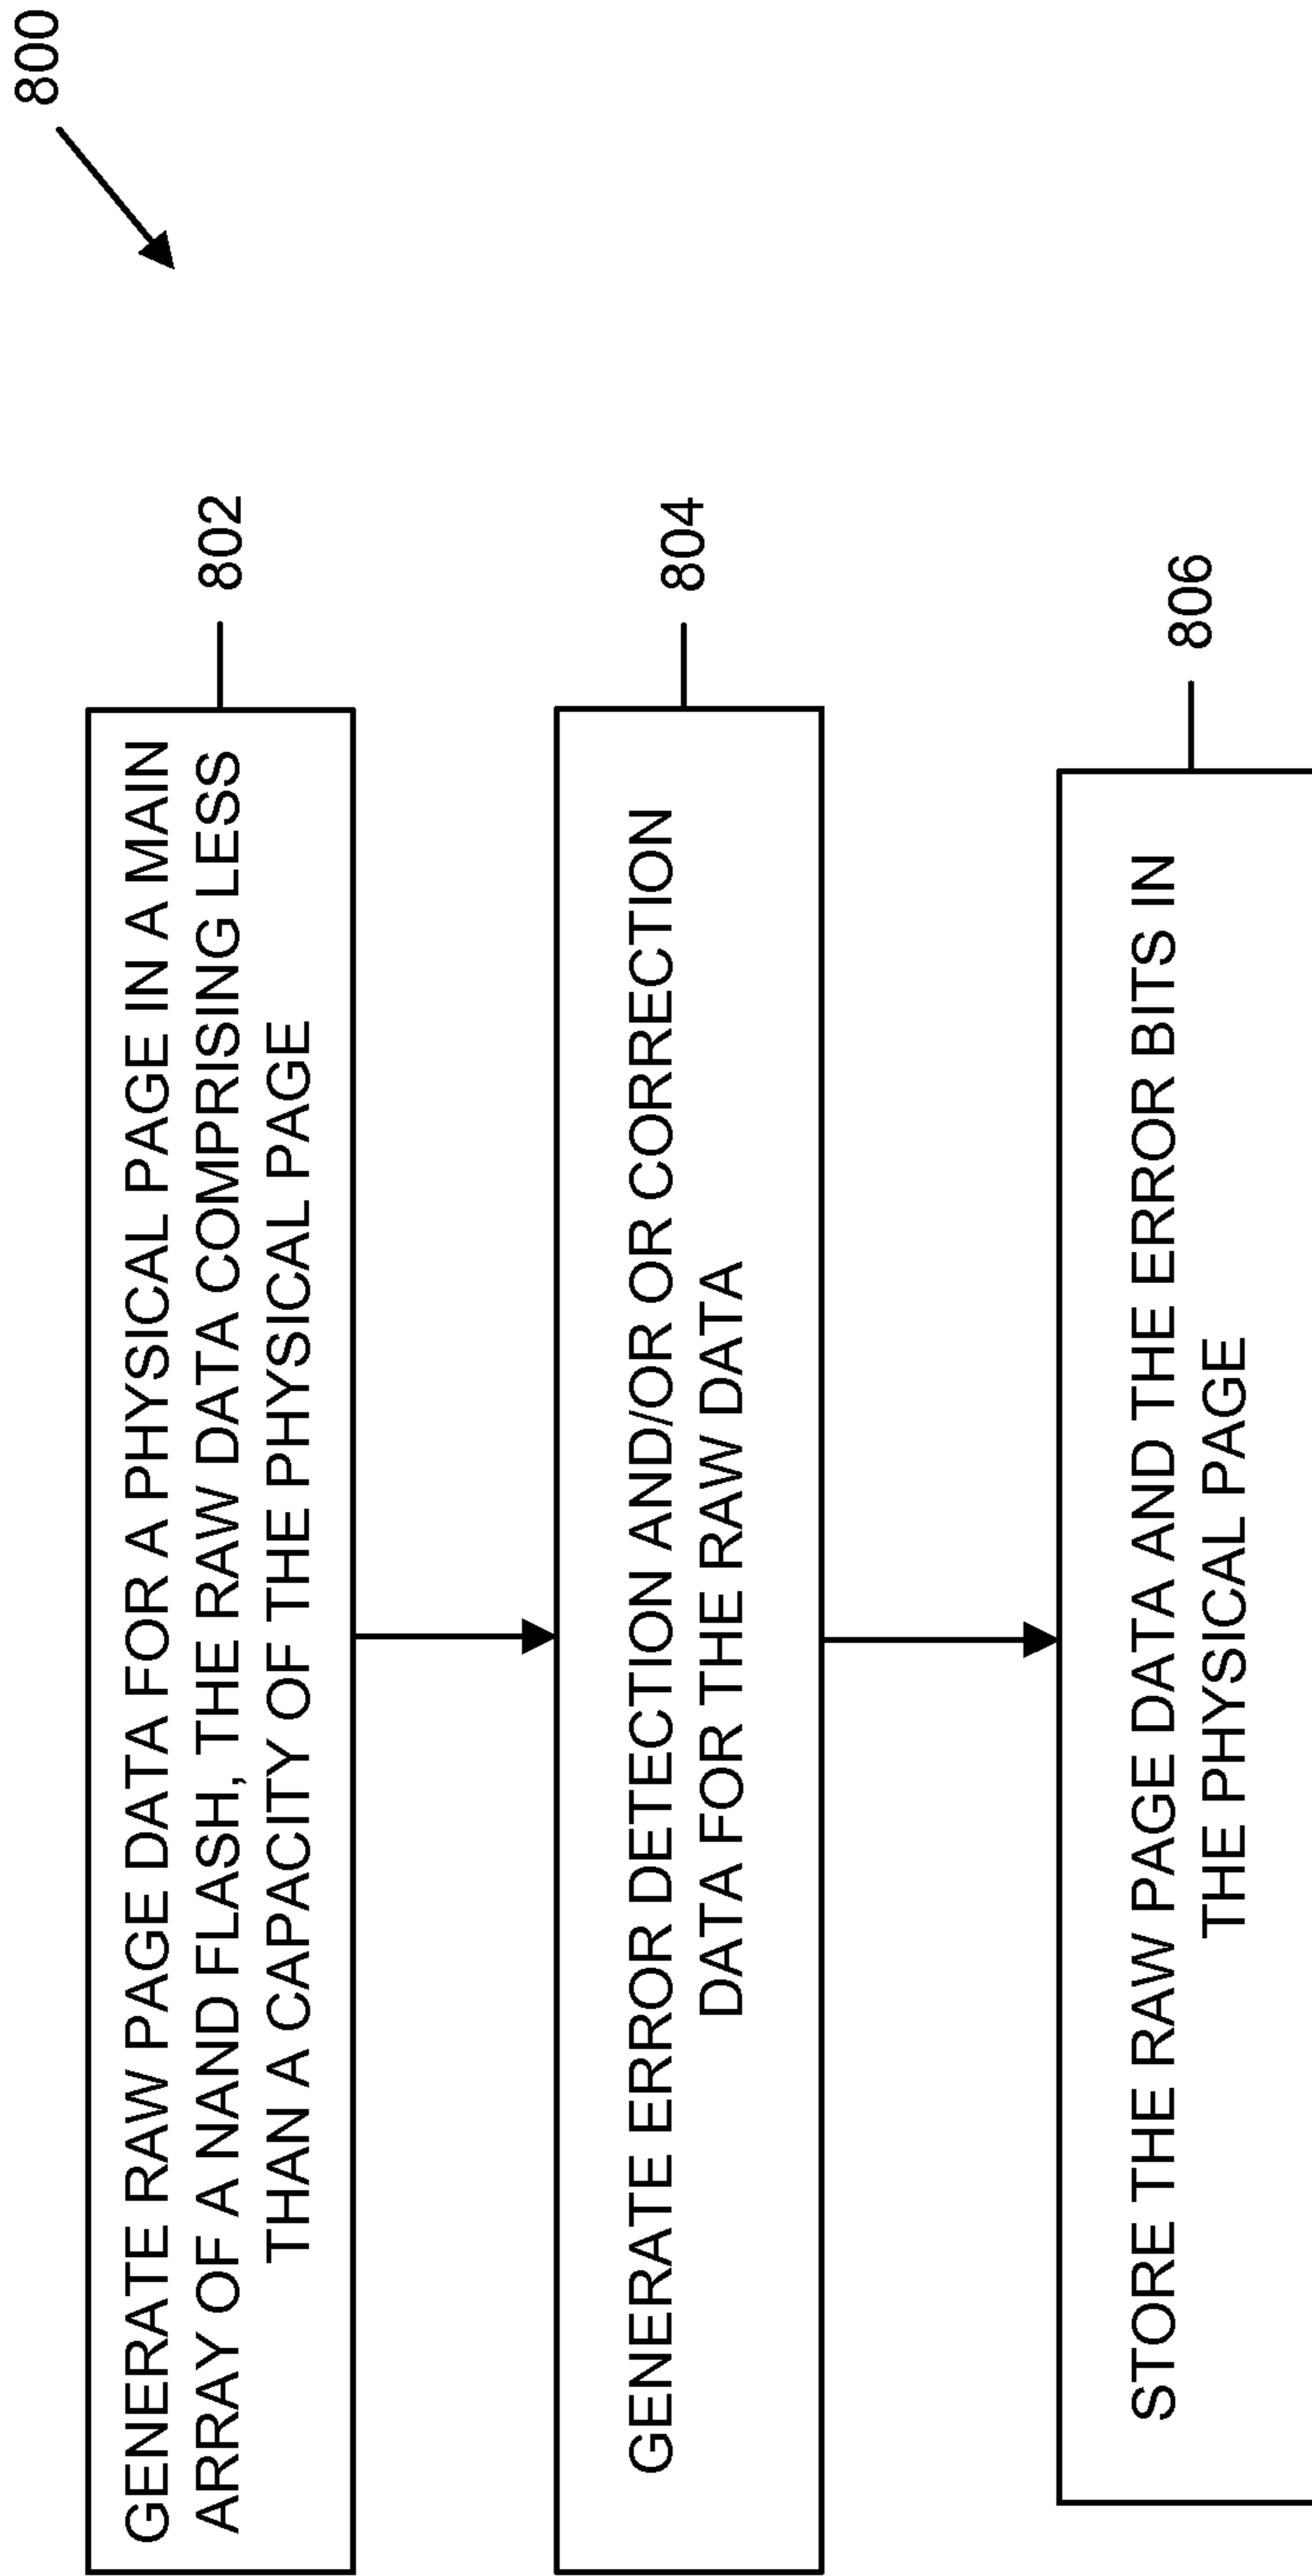 800
GENERATE RAW PAGE DATA FOR A PHYSICAL PAGE IN A MAIN
ARRAY OF A NAND FLASH, THE RAW DATA COMPRISING LESS
THAN A CAPACITY OF THE PHYSICAL PAGE
802
GENERATE ERROR DETECTION AND/OR OR CORRECTION
DATA FOR THE RAW DATA
804
STORE THE RAW PAGE DATA AND THE ERROR BITS IN
THE PHYSICAL PAGE
806